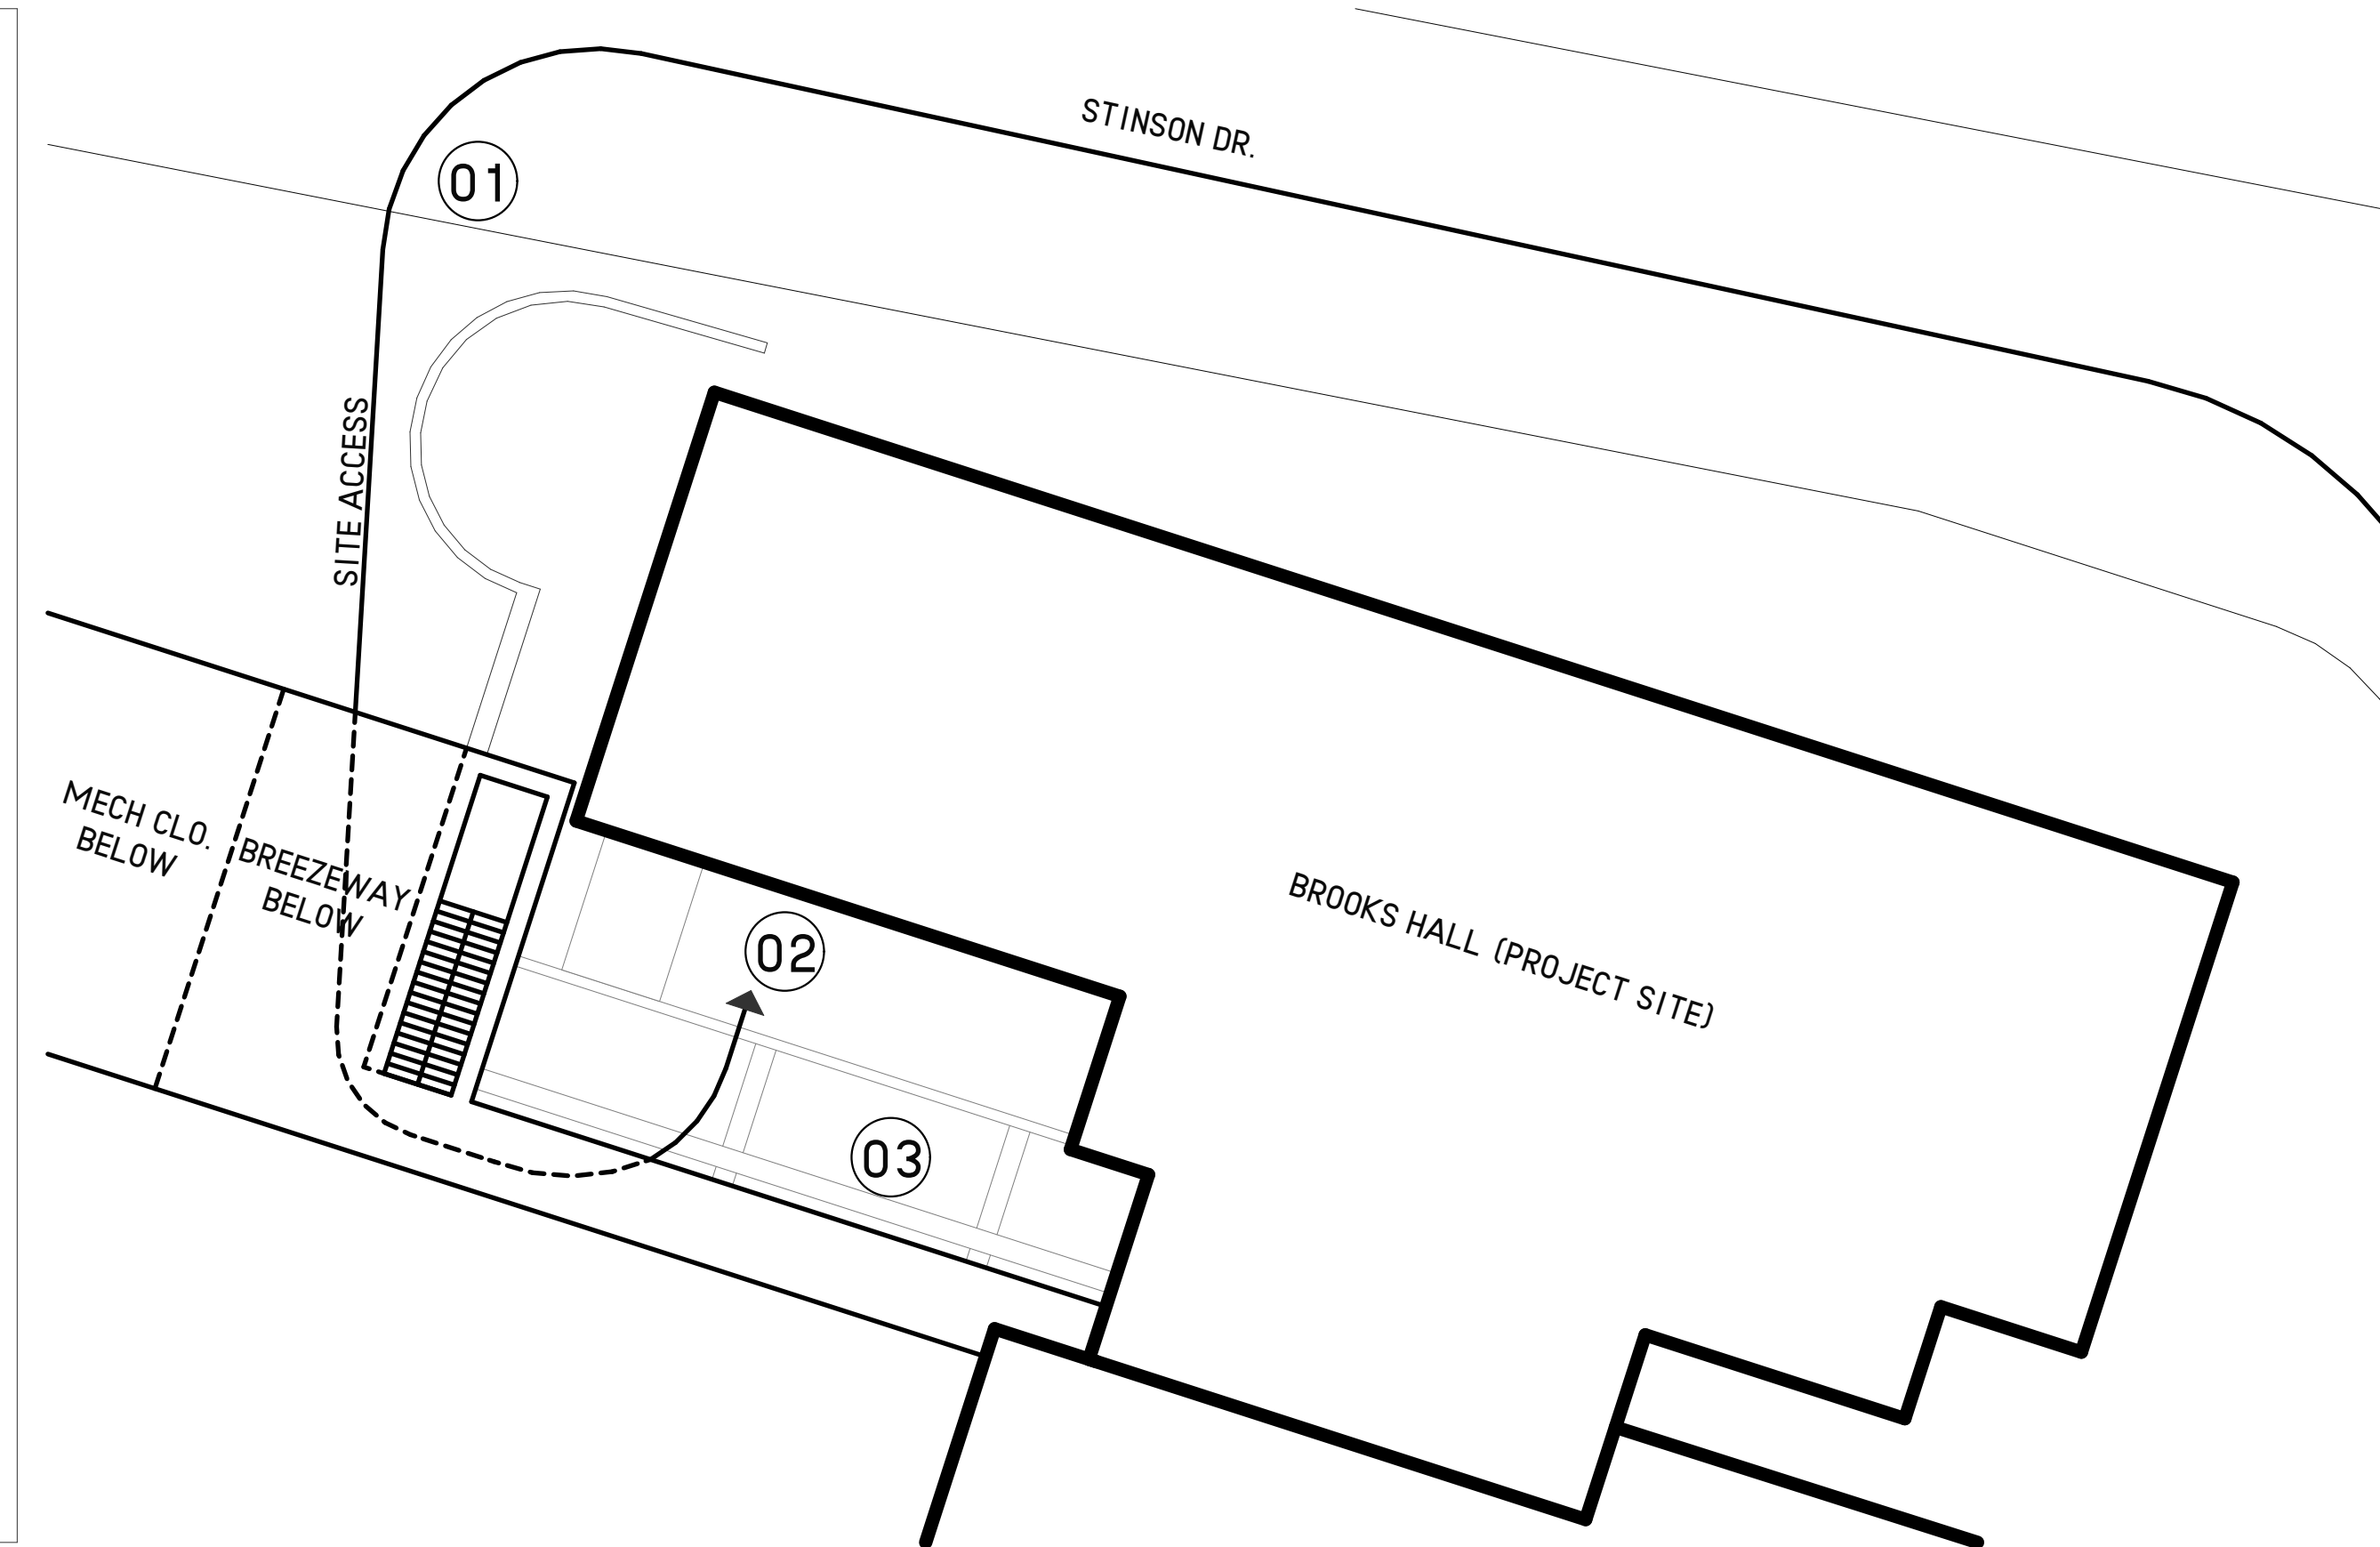 STINSON DR.
01
SITE ACCESS
MECH CLO.
BELOW
BREEZEWAY
BELOW
02
BROOKS HALL (PROJECT SITE)
03